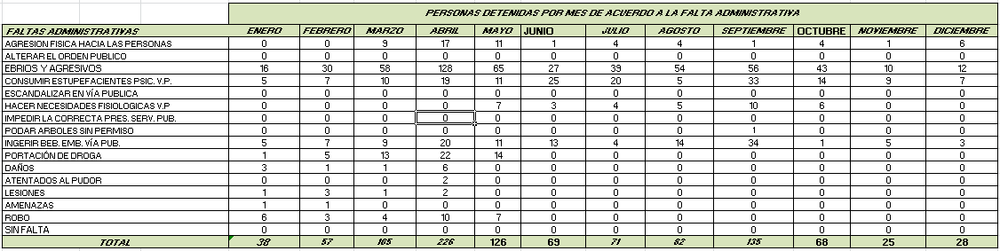 PERSONAS DETENIDAS POR MES DE ACUERDO A LA FALTA ADMINISTRATIVA
FALTAS ADMINISTRATIVAS ENERO FEBRERO MARZO ABRIL MAYO JUNIO JULIO AGOSTO SEPTIEMBRE OCTUBRE NOVIEMBRE DICIEMBRE
AGRESION FISICA HACIA LAS PERSONAS 0 0 9 17 11 1 4 4 1 4 1 6
ALTERAR EL ORDEN PUBLICO 0 0 0 0 0 0 0 0 0 0 0 0
EBRIOS Y AGRESIVOS 16 30 58 128 65 27 39 54 56 43 10 12
CONSUMIR ESTUPEFACIENTES PSIC. V.P. 5 7 10 19 11 25 20 5 33 14 9 7
ESCANDALIZAR EN VÍA PUBLICA 0 0 0 0 0 0 0 0 0 0 0 0
HACER NECESIDADES FISIOLOGICAS V.P 0 0 0 0 7 3 4 5 10 6 0 0
IMPEDIR LA CORRECTA PRES. SERV. PUB. 0 0 0 0 0 0 0 0 0 0 0 0
PODAR ARBOLES SIN PERMISO 0 0 0 0 0 0 0 0 1 0 0 0
INGERIR BEB. EMB. VÍA PUB. 5 7 9 20 11 13 4 14 34 1 5 3
PORTACIÓN DE DROGA 1 5 13 22 14 0 0 0 0 0 0 0
DAÑOS 3 1 1 6 0 0 0 0 0 0 0 0
ATENTADOS AL PUDOR 0 0 0 2 0 0 0 0 0 0 0 0
LESIONES 1 3 1 2 0 0 0 0 0 0 0 0
AMENAZAS 1 1 0 0 0 0 0 0 0 0 0 0
ROBO 6 3 4 10 7 0 0 0 0 0 0 0
SIN FALTA 0 0 0 0 0 0 0 0 0 0 0 0
TOTAL 38 57 165 226 126 69 71 82 135 68 25 28